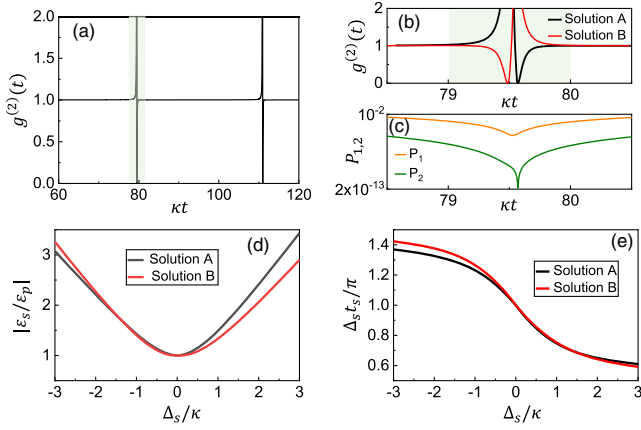 (a)
g^{(2)}(t)
2.0
1.5
1.0
0.5
0.0
60
80
100
120
κt
(b)
Solution A
Solution B
g^{(2)}(t)
2
1
0
79
80
κt
(c)
P_{1,2}
10^{-2}
2x10^{-13}
P_1
P_2
79
80
κt
(d)
Solution A
Solution B
|ε_s/ε_p|
3
2
1
-3 -2 -1 0 1 2 3
Δ_s/κ
(e)
Solution A
Solution B
Δ_s t_s/π
1.4
1.2
1.0
0.8
0.6
-3 -2 -1 0 1 2 3
Δ_s/κ